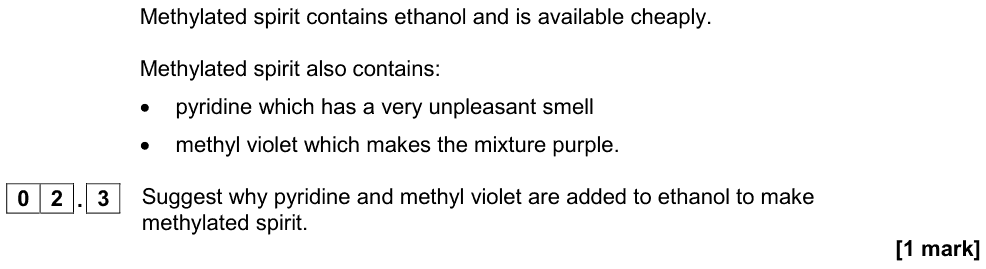 Methylated spirit contains ethanol and is available cheaply.
Methylated spirit also contains:
• pyridine which has a very unpleasant smell
• methyl violet which makes the mixture purple.
0 2 . 3 Suggest why pyridine and methyl violet are added to ethanol to make
methylated spirit.
[1 mark]